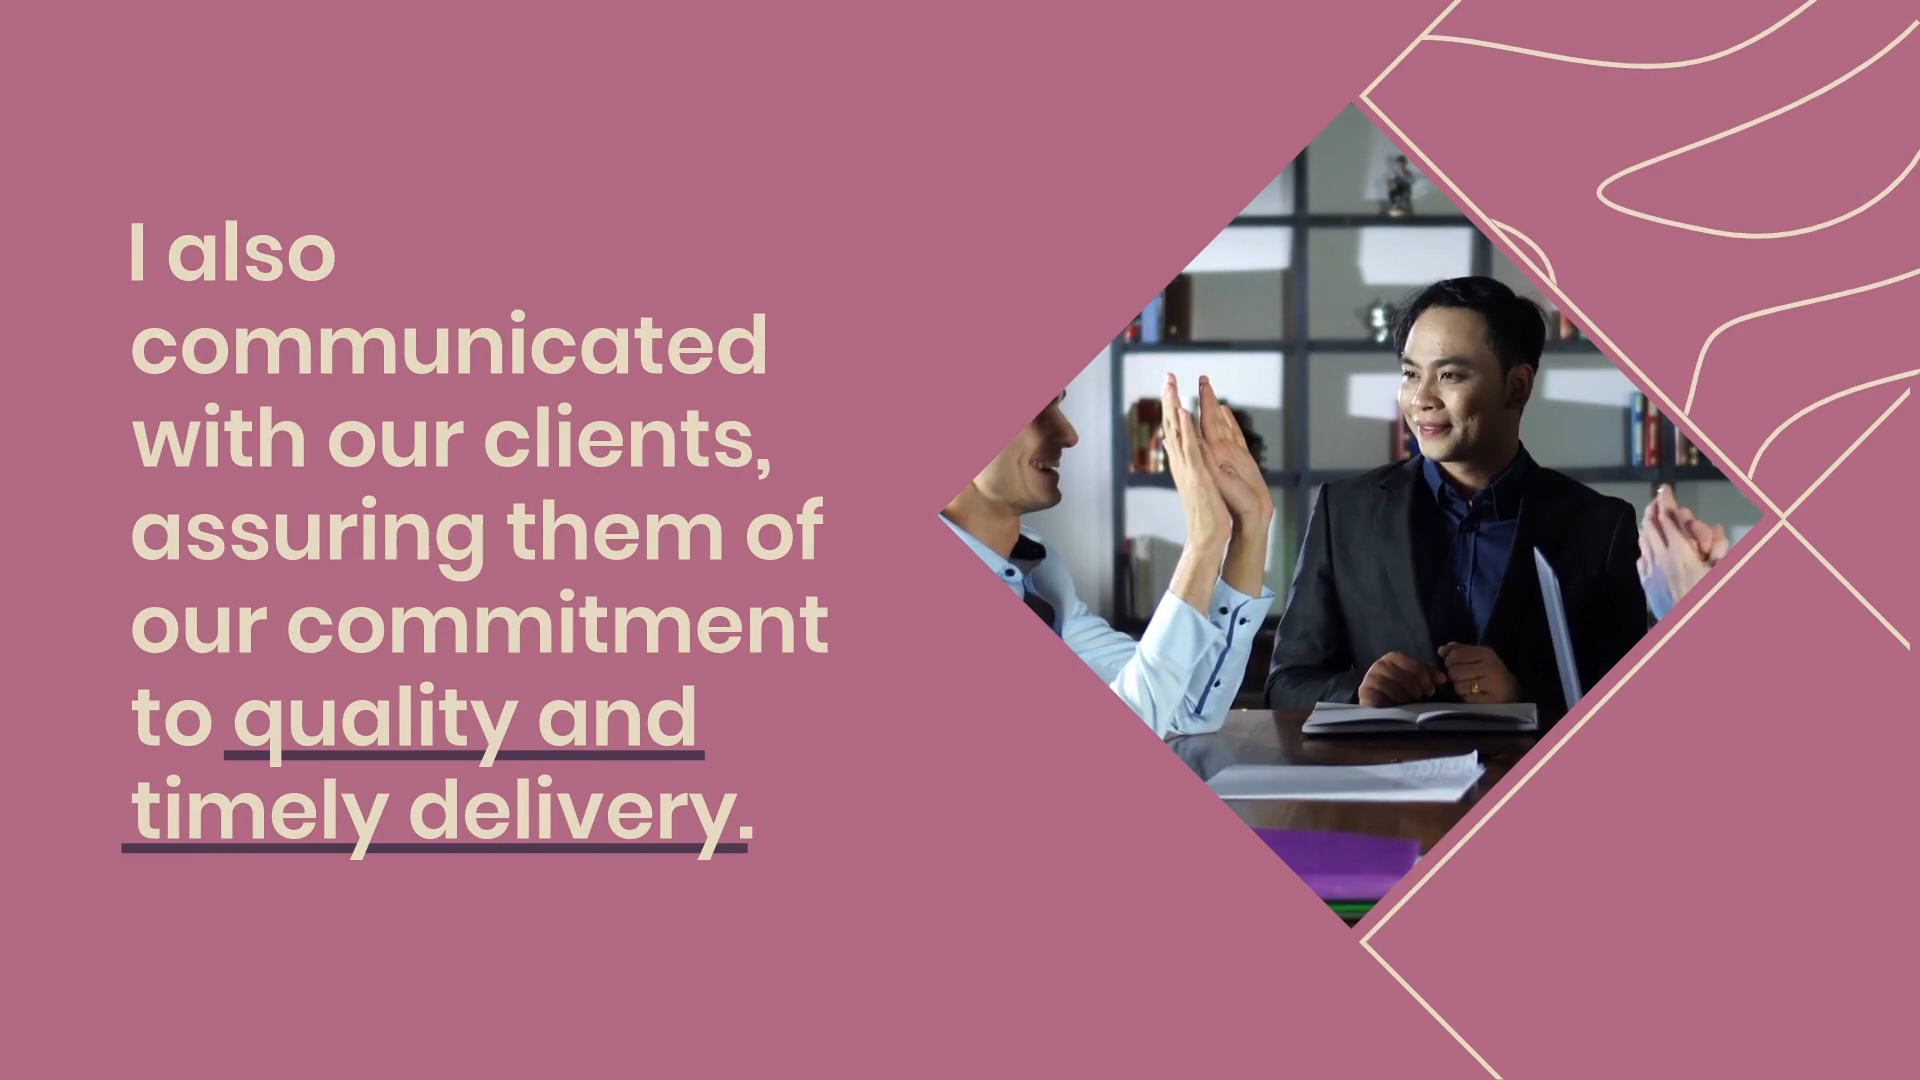 I also
communicated
with our clients,
assuring them of
our commitment
to quality and
timely delivery.